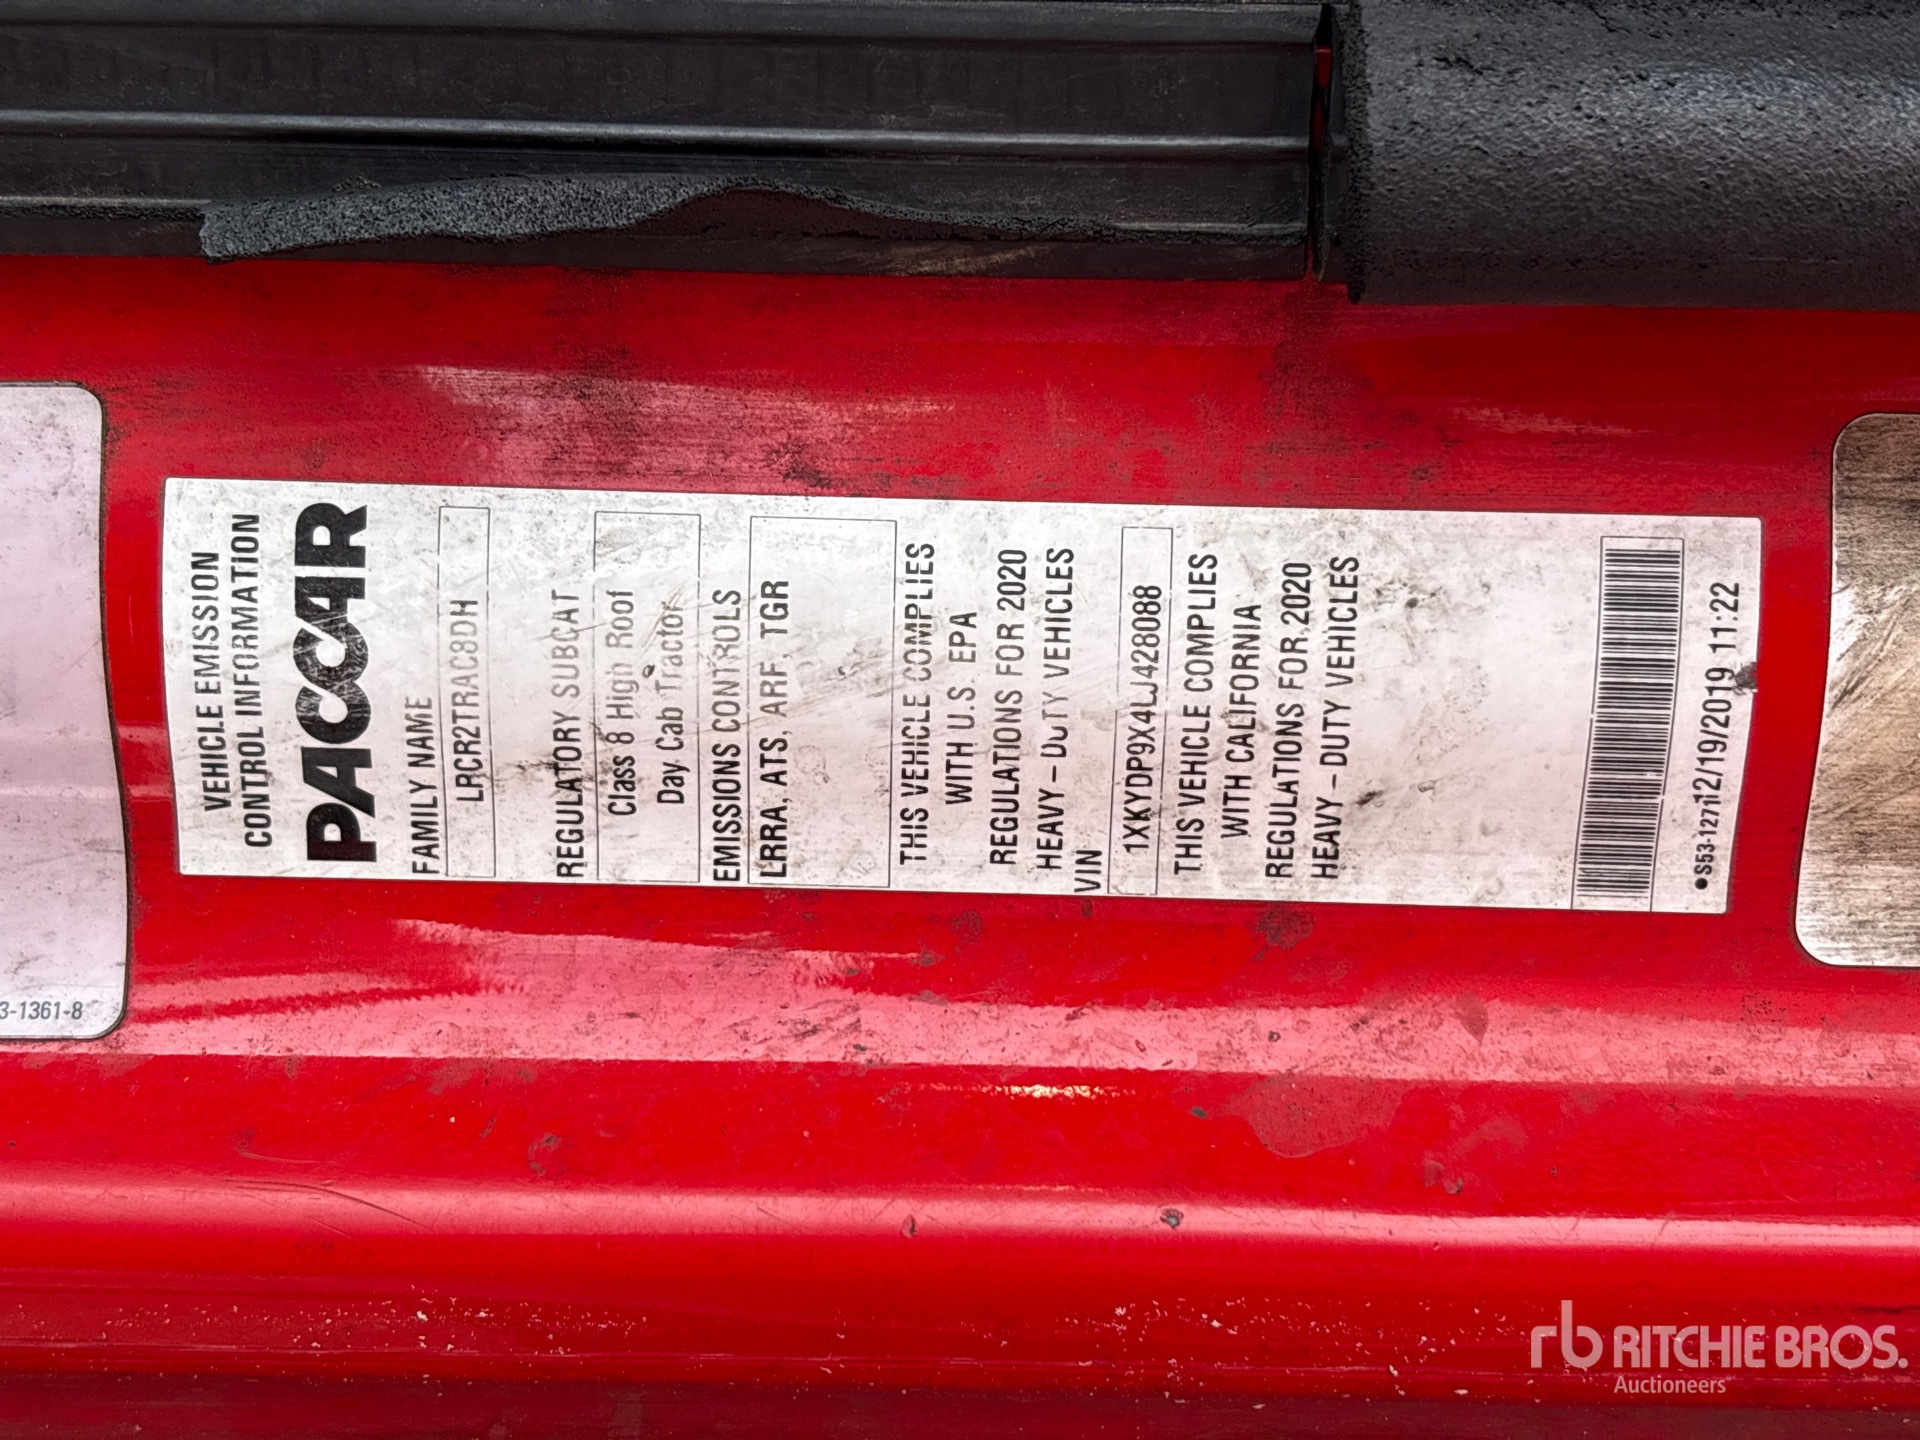 VEHICLE EMISSION
CONTROL INFORMATION
PACCAR
FAMILY NAME
LPCR2TRAC8DH
REGULATORY SUBCAT
Class 8 High Roof
Day Cab Tractor
EMISSIONS CONTROLS
LRRA, ATS, ARF, TGR
THIS VEHICLE COMPLIES
WITH U.S. EPA
REGULATIONS FOR 2020
HEAVY-DUTY VEHICLES
VIN
1XKYDP9X4LJ428088
THIS VEHICLE COMPLIES
WITH CALIFORNIA
REGULATIONS FOR 2020
HEAVY-DUTY VEHICLES
•S53-1277 12/19/2019 11:22
3-1361-8
rb RITCHIE BROS.
Auctioneers